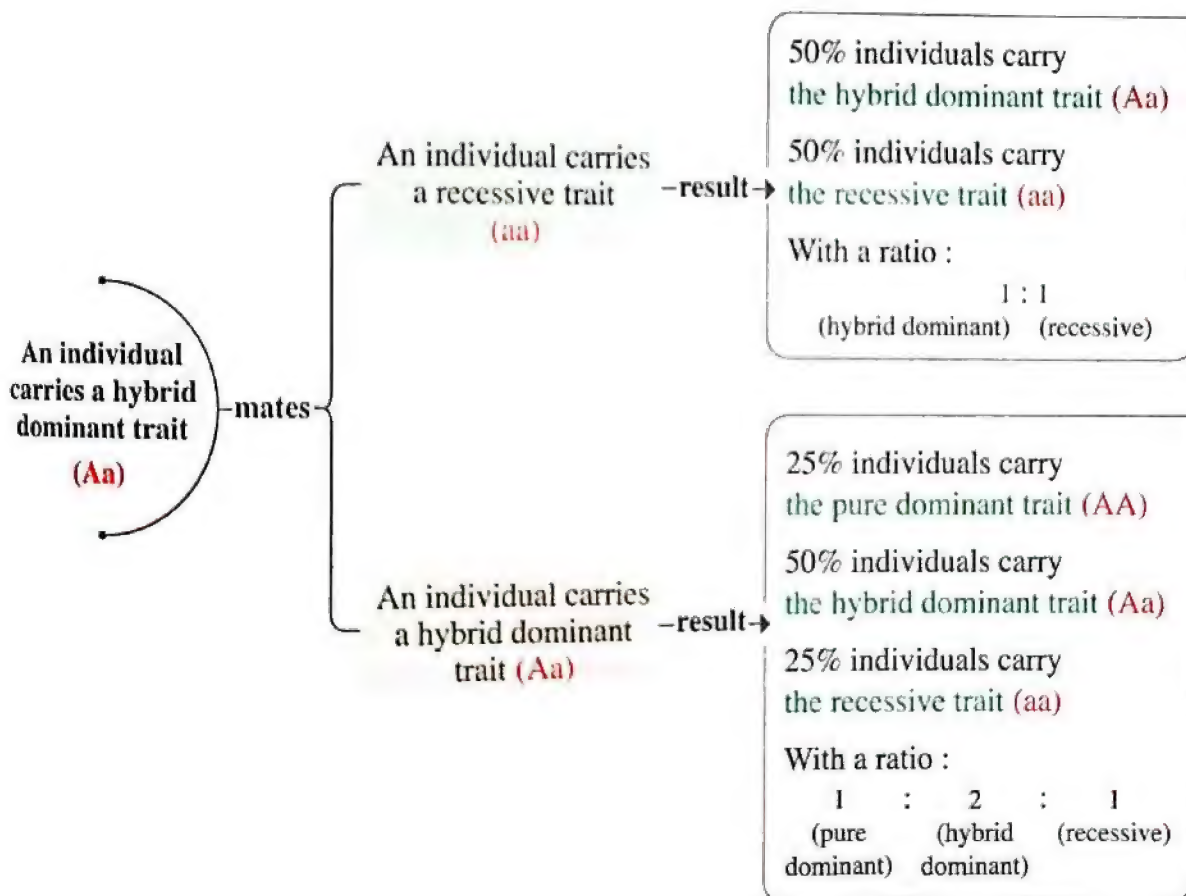 An individual
carries a hybrid
dominant trait
(Aa)
mates
An individual carries
a recessive trait
(aa)
result
50% individuals carry
the hybrid dominant trait (Aa)
50% individuals carry
the recessive trait (aa)
With a ratio :
1 : 1
(hybrid dominant) (recessive)
An individual carries
a hybrid dominant
trait (Aa)
result
25% individuals carry
the pure dominant trait (AA)
50% individuals carry
the hybrid dominant trait (Aa)
25% individuals carry
the recessive trait (aa)
With a ratio :
1 : 2 : 1
(pure (hybrid (recessive)
dominant) dominant)